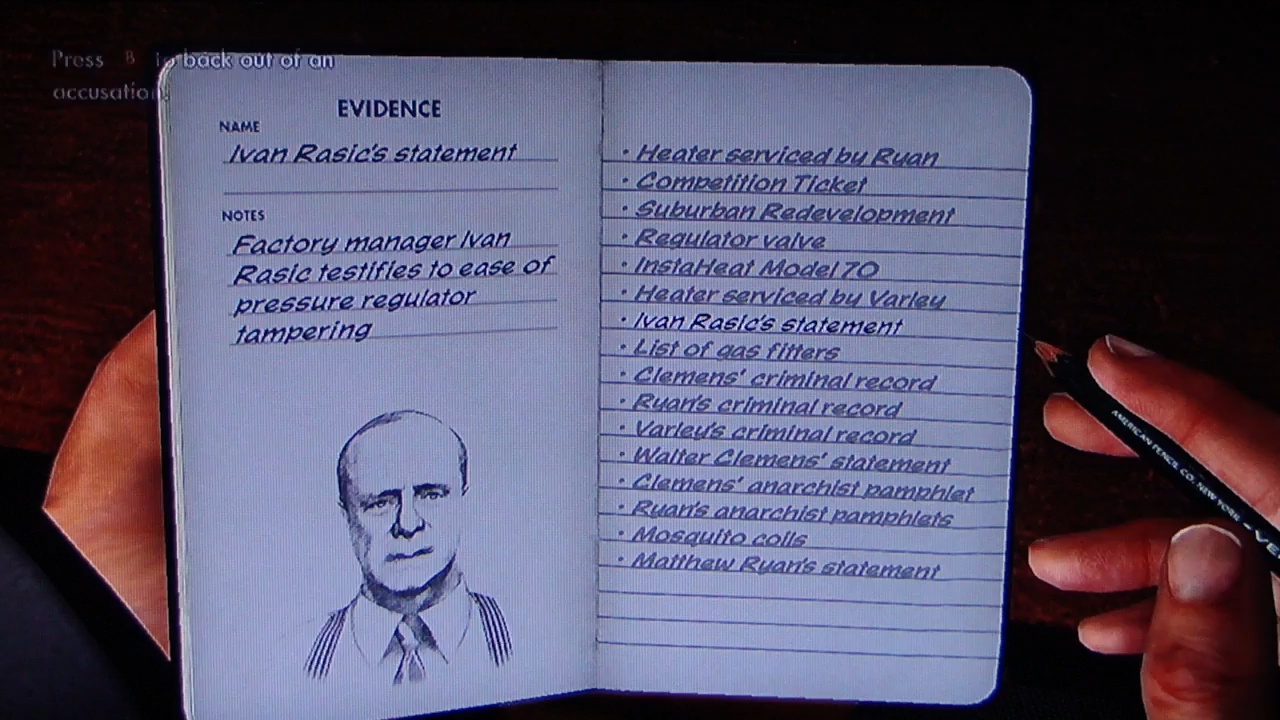 Press B to back out of an
accusation.
EVIDENCE
NAME
Ivan Rasic's statement
NOTES
Factory manager Ivan
Rasic testifies to ease of
pressure regulator
tampering
• Heater serviced by Ryan
• Competition Ticket
• Suburban Redevelopment
• Regulator valve
• InstaHeat Model 70
• Heater serviced by Varley
• Ivan Rasic's statement
• List of gas fitters
• Clemens' criminal record
• Ryan's criminal record
• Varley's criminal record
• Walter Clemens' statement
• Clemens' anarchist pamphlet
• Ryan's anarchist pamphlets
• Mosquito coils
• Matthew Ryan's statement
AMERICAN PENCIL CO. NEW YORK